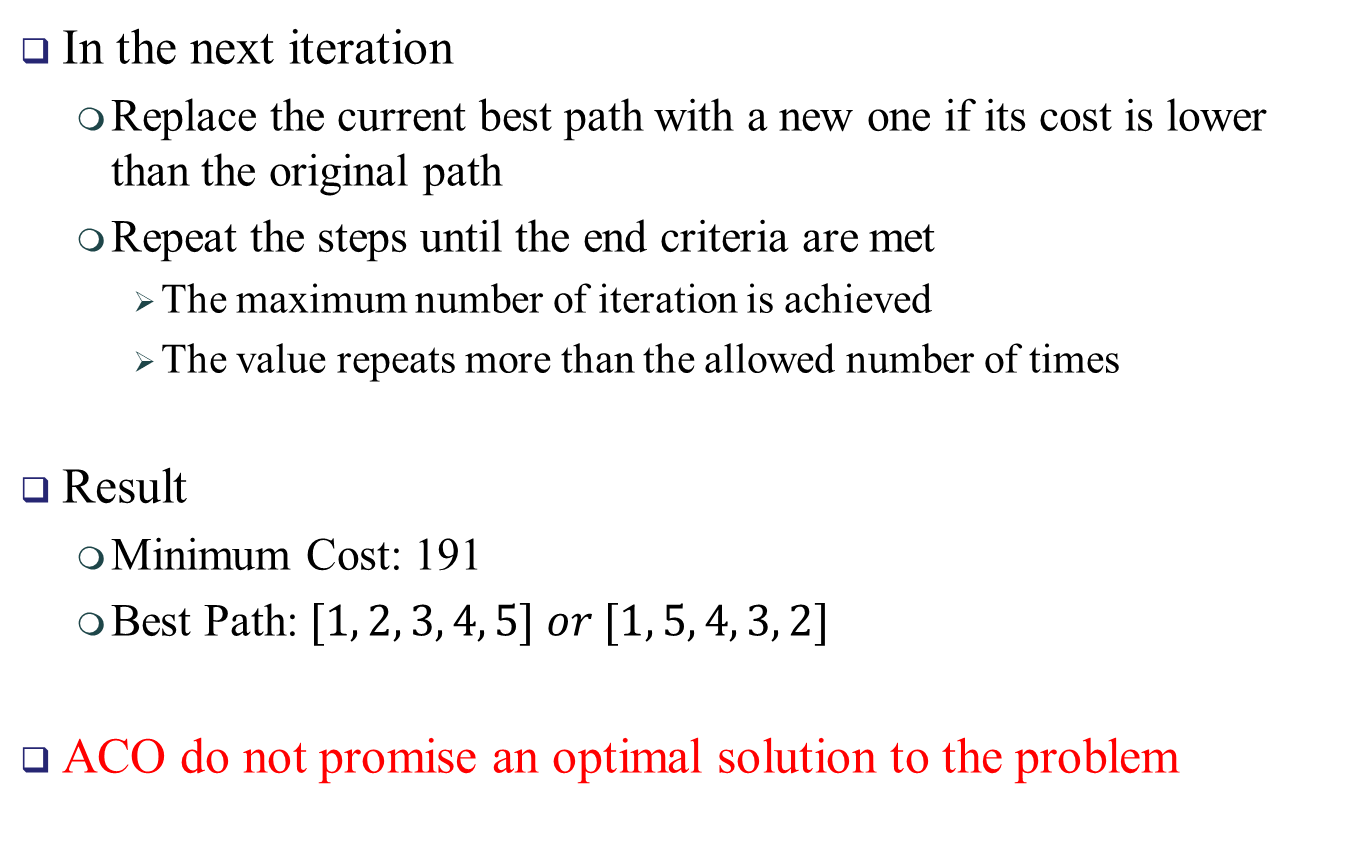 In the next iteration
Replace the current best path with a new one if its cost is lower
than the original path
Repeat the steps until the end criteria are met
The maximum number of iteration is achieved
The value repeats more than the allowed number of times
Result
Minimum Cost: 191
Best Path: [1, 2, 3, 4, 5] or [1, 5, 4, 3, 2]
ACO do not promise an optimal solution to the problem